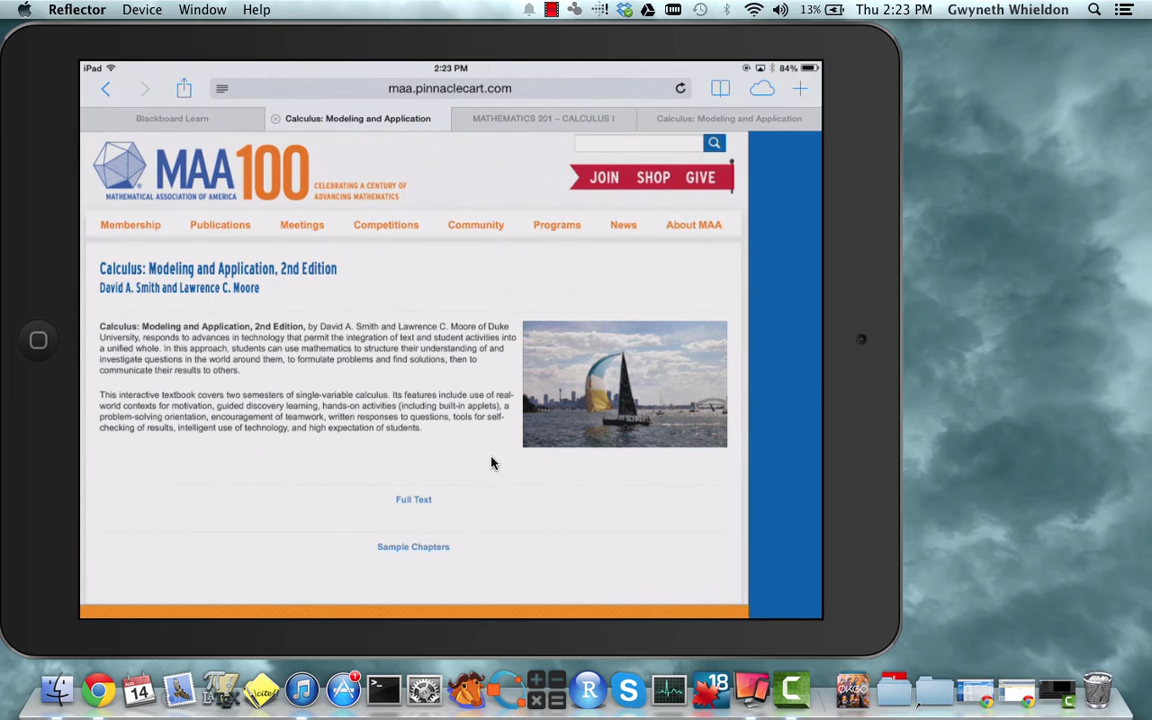 Reflector Device Window Help 13% Thu 2:23 PM Gwyneth Whieldon
iPad 2:23 PM 84%
maa.pinnaclecart.com
Blackboard Learn Calculus: Modeling and Application MATHEMATICS 201 – CALCULUS I Calculus: Modeling and Application
MAA100
MATHEMATICAL ASSOCIATION OF AMERICA
CELEBRATING A CENTURY OF
ADVANCING MATHEMATICS
JOIN SHOP GIVE
Membership Publications Meetings Competitions Community Programs News About MAA
Calculus: Modeling and Application, 2nd Edition
David A. Smith and Lawrence C. Moore
Calculus: Modeling and Application, 2nd Edition, by David A. Smith and Lawrence C. Moore of Duke
University, responds to advances in technology that permit the integration of text and student activities into
a unified whole. In this approach, students can use mathematics to structure their understanding of and
investigate questions in the world around them, to formulate problems and find solutions, then to
communicate their results to others.
This interactive textbook covers two semesters of single-variable calculus. Its features include use of real-
world contexts for motivation, guided discovery learning, hands-on activities (including built-in applets), a
problem-solving orientation, encouragement of teamwork, written responses to questions, tools for self-
checking of results, intelligent use of technology, and high expectation of students.
Full Text
Sample Chapters